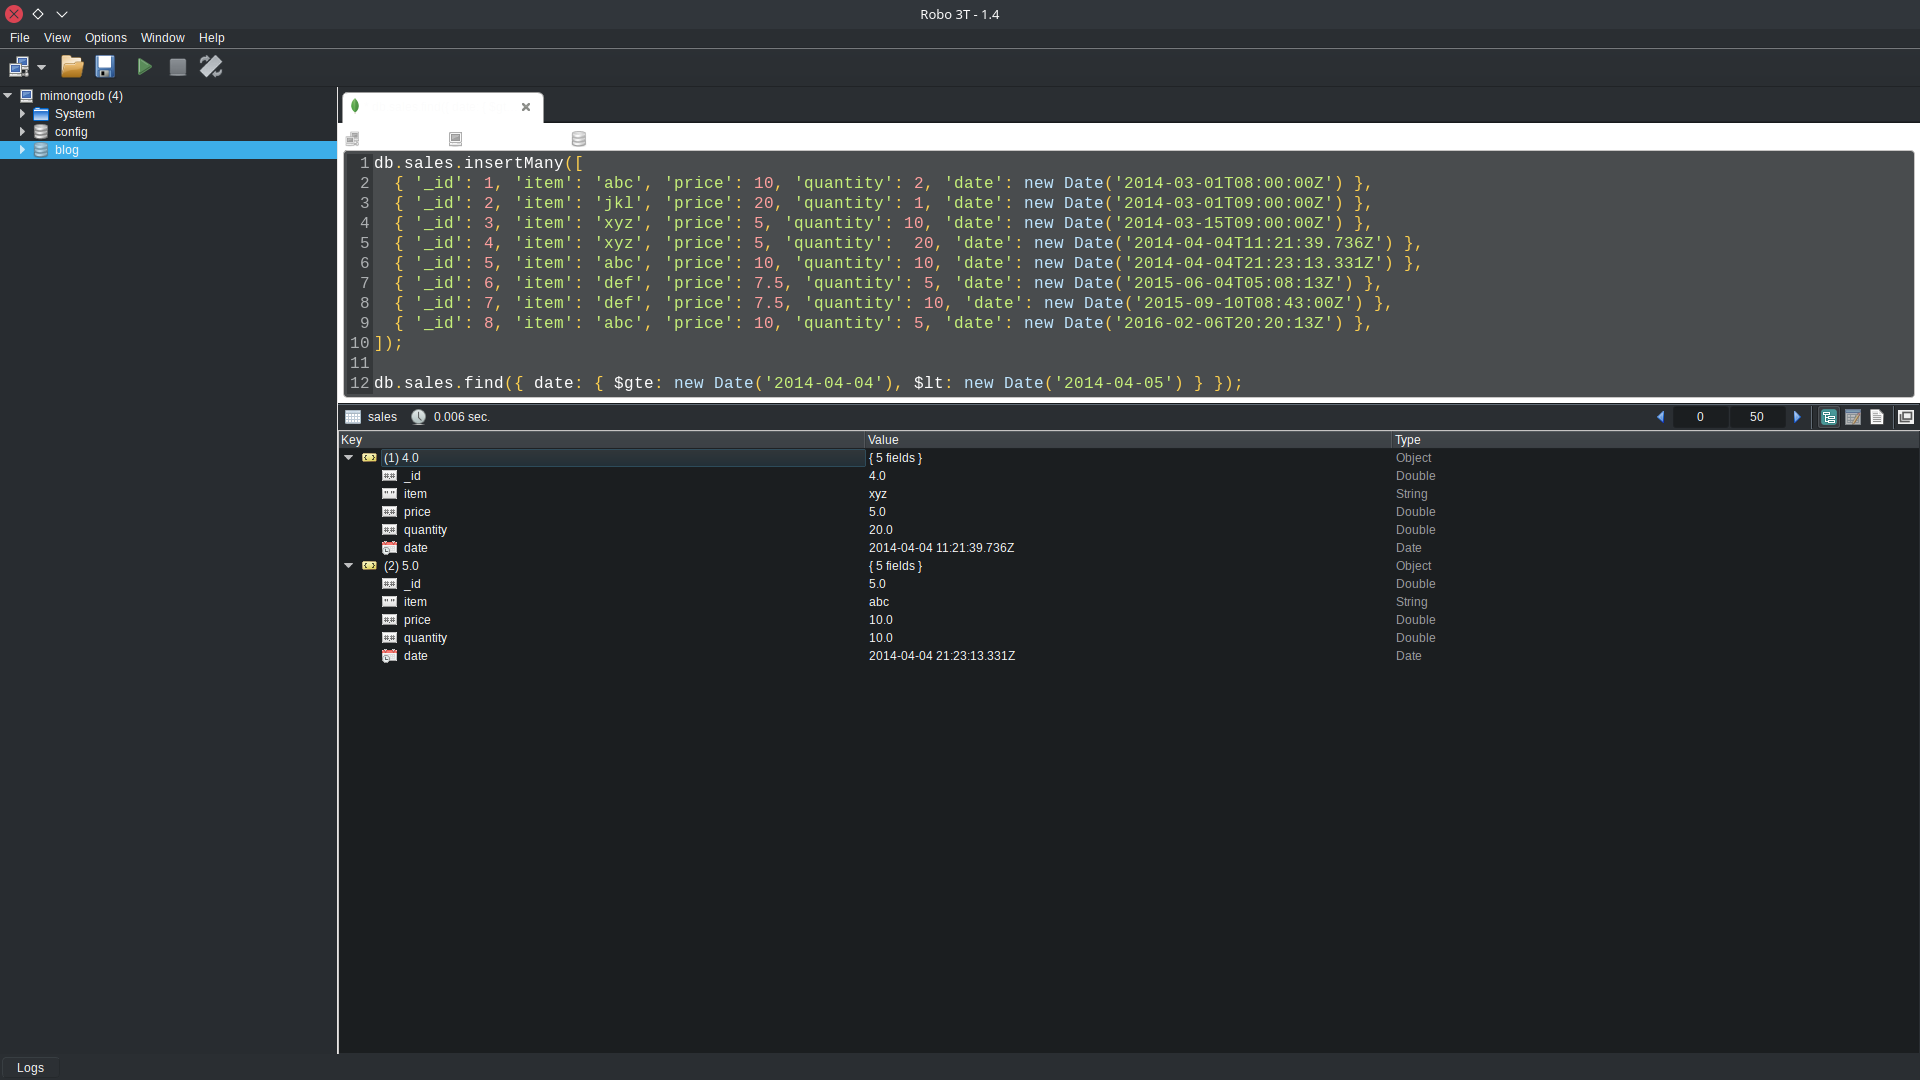 Robo 3T - 1.4
File View Options Window Help
mimongodb (4)
System
config
blog
1 db.sales.insertMany([
2 { '_id': 1, 'item': 'abc', 'price': 10, 'quantity': 2, 'date': new Date('2014-03-01T08:00:00Z') },
3 { '_id': 2, 'item': 'jkl', 'price': 20, 'quantity': 1, 'date': new Date('2014-03-01T09:00:00Z') },
4 { '_id': 3, 'item': 'xyz', 'price': 5, 'quantity': 10, 'date': new Date('2014-03-15T09:00:00Z') },
5 { '_id': 4, 'item': 'xyz', 'price': 5, 'quantity':  20, 'date': new Date('2014-04-04T11:21:39.736Z') },
6 { '_id': 5, 'item': 'abc', 'price': 10, 'quantity': 10, 'date': new Date('2014-04-04T21:23:13.331Z') },
7 { '_id': 6, 'item': 'def', 'price': 7.5, 'quantity': 5, 'date': new Date('2015-06-04T05:08:13Z') },
8 { '_id': 7, 'item': 'def', 'price': 7.5, 'quantity': 10, 'date': new Date('2015-09-10T08:43:00Z') },
9 { '_id': 8, 'item': 'abc', 'price': 10, 'quantity': 5, 'date': new Date('2016-02-06T20:20:13Z') },
10 ]);
11
12 db.sales.find({ date: { $gte: new Date('2014-04-04'), $lt: new Date('2014-04-05') } });
sales 0.006 sec. 0 50
Key Value Type
(1) 4.0 { 5 fields } Object
_id 4.0 Double
item xyz String
price 5.0 Double
quantity 20.0 Double
date 2014-04-04 11:21:39.736Z Date
(2) 5.0 { 5 fields } Object
_id 5.0 Double
item abc String
price 10.0 Double
quantity 10.0 Double
date 2014-04-04 21:23:13.331Z Date
Logs